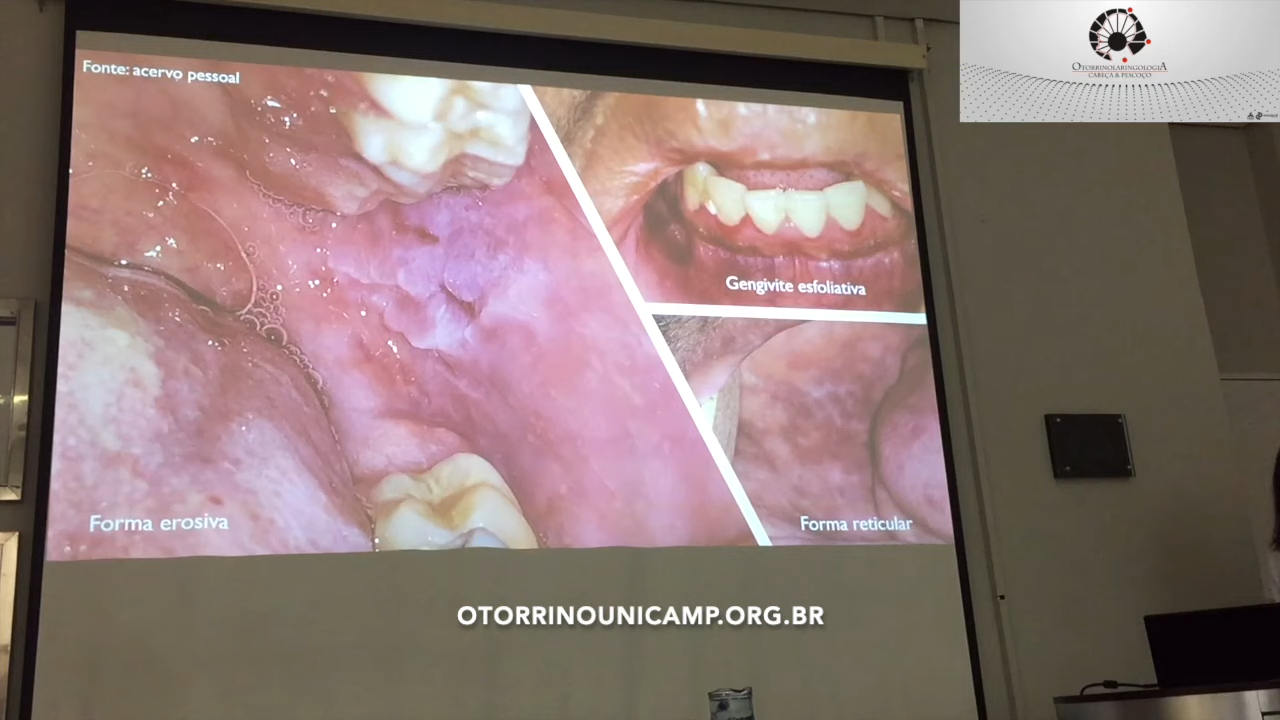 Fonte: acervo pessoal
Gengivite esfoliativa
Forma erosiva
Forma reticular
OTORRINOLARINGOLOGIA
CABEÇA & PESCOÇO
OTORRINOUNICAMP.ORG.BR